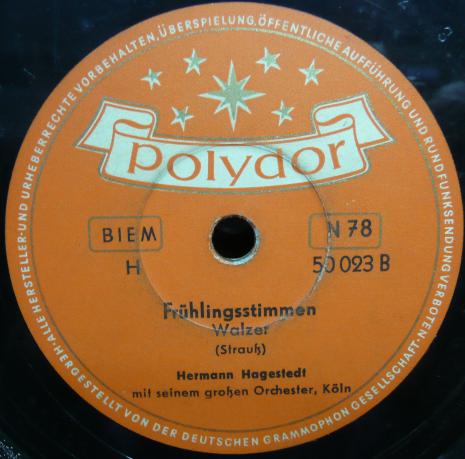 ALLE HERSTELLER-UND URHEBERRECHTE VORBEHALTEN, ÜBERSPIELUNG, ÖFFENTLICHE AUFFÜHRUNG UND RUNDFUNKSENDUNG VERBOTEN.
polydor
BIEM
N 78
H
50 023 B
Frühlingsstimmen
Walzer
(Strauß)
Hermann Hagestedt
mit seinem großen Orchester, Köln
HERGESTELLT VON DER DEUTSCHEN GRAMMOPHON GESELLSCHAFT